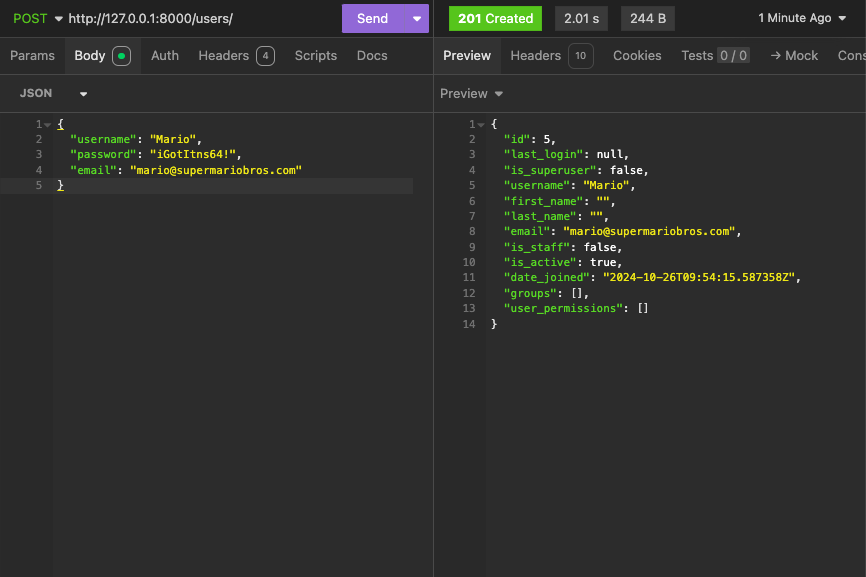 POST http://127.0.0.1:8000/users/ Send 201 Created 2.01 s 244 B 1 Minute Ago
Params Body Auth Headers 4 Scripts Docs Preview Headers 10 Cookies Tests 0 / 0 → Mock Cons
JSON Preview
1 {
2 "username": "Mario",
3 "password": "iGotItns64!",
4 "email": "mario@supermariobros.com"
5 }
1 {
2 "id": 5,
3 "last_login": null,
4 "is_superuser": false,
5 "username": "Mario",
6 "first_name": "",
7 "last_name": "",
8 "email": "mario@supermariobros.com",
9 "is_staff": false,
10 "is_active": true,
11 "date_joined": "2024-10-26T09:54:15.587358Z",
12 "groups": [],
13 "user_permissions": []
14 }